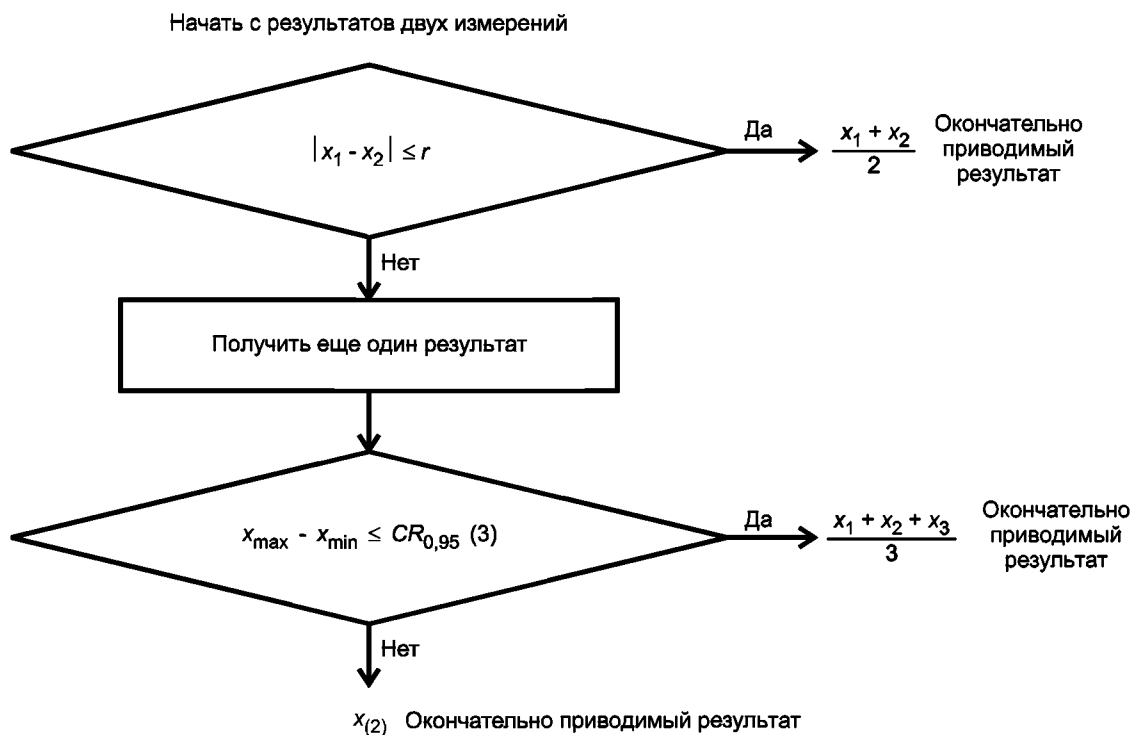 Начать с результатов двух измерений
|x₁ - x₂| ≤ r
Да
x₁ + x₂
2
Окончательно
приводимый
результат
Нет
Получить еще один результат
xmax - xmin ≤ CR0,95 (3)
Да
x₁ + x₂ + x₃
3
Окончательно
приводимый
результат
Нет
x(2) Окончательно приводимый результат